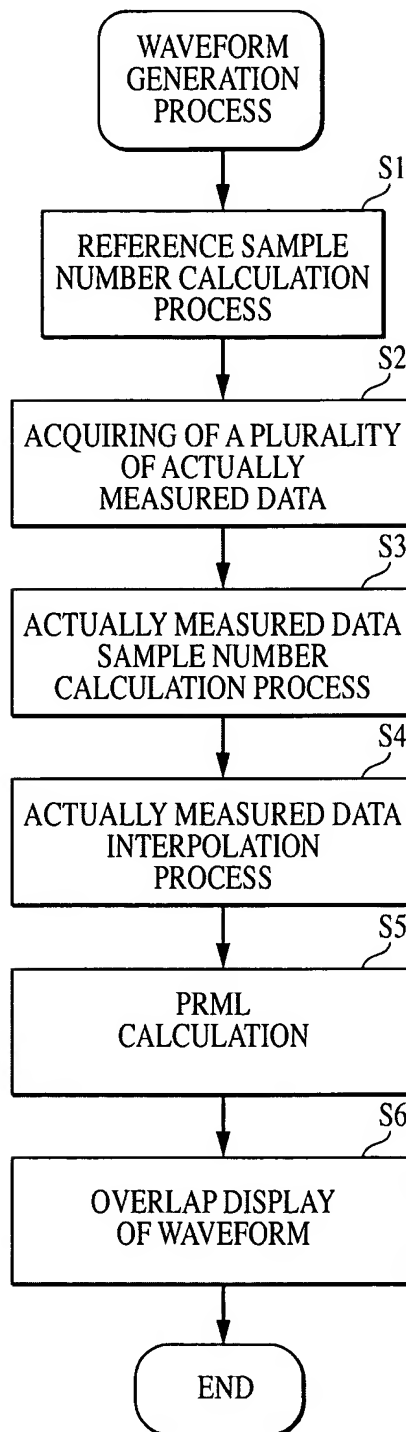 WAVEFORM
GENERATION
PROCESS
S1
REFERENCE SAMPLE
NUMBER CALCULATION
PROCESS
S2
ACQUIRING OF A PLURALITY
OF ACTUALLY
MEASURED DATA
S3
ACTUALLY MEASURED DATA
SAMPLE NUMBER
CALCULATION PROCESS
S4
ACTUALLY MEASURED DATA
INTERPOLATION
PROCESS
S5
PRML
CALCULATION
S6
OVERLAP DISPLAY
OF WAVEFORM
END